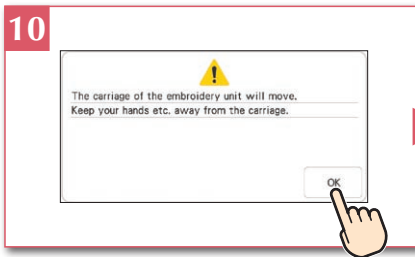 10
The carriage of the embroidery unit will move.
Keep your hands etc. away from the carriage.
OK